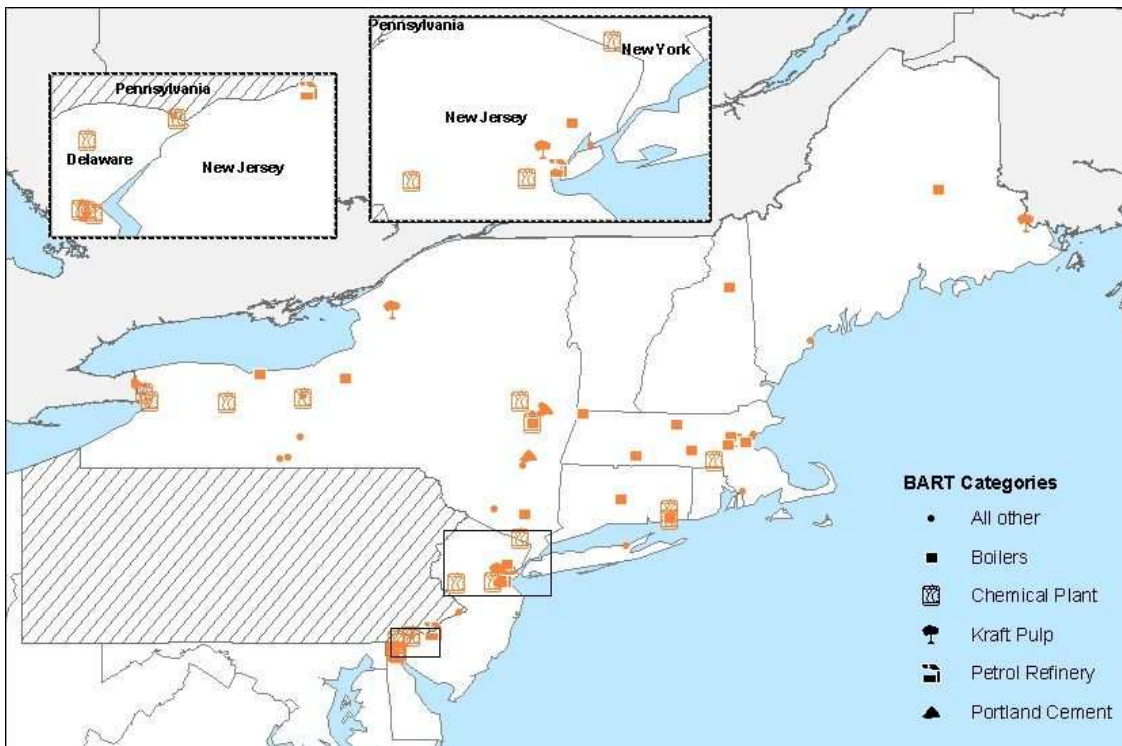 Pennsylvania
Delaware
New Jersey
Pennsylvania
New York
New Jersey
BART Categories
All other
Boilers
Chemical Plant
Kraft Pulp
Petrol Refinery
Portland Cement